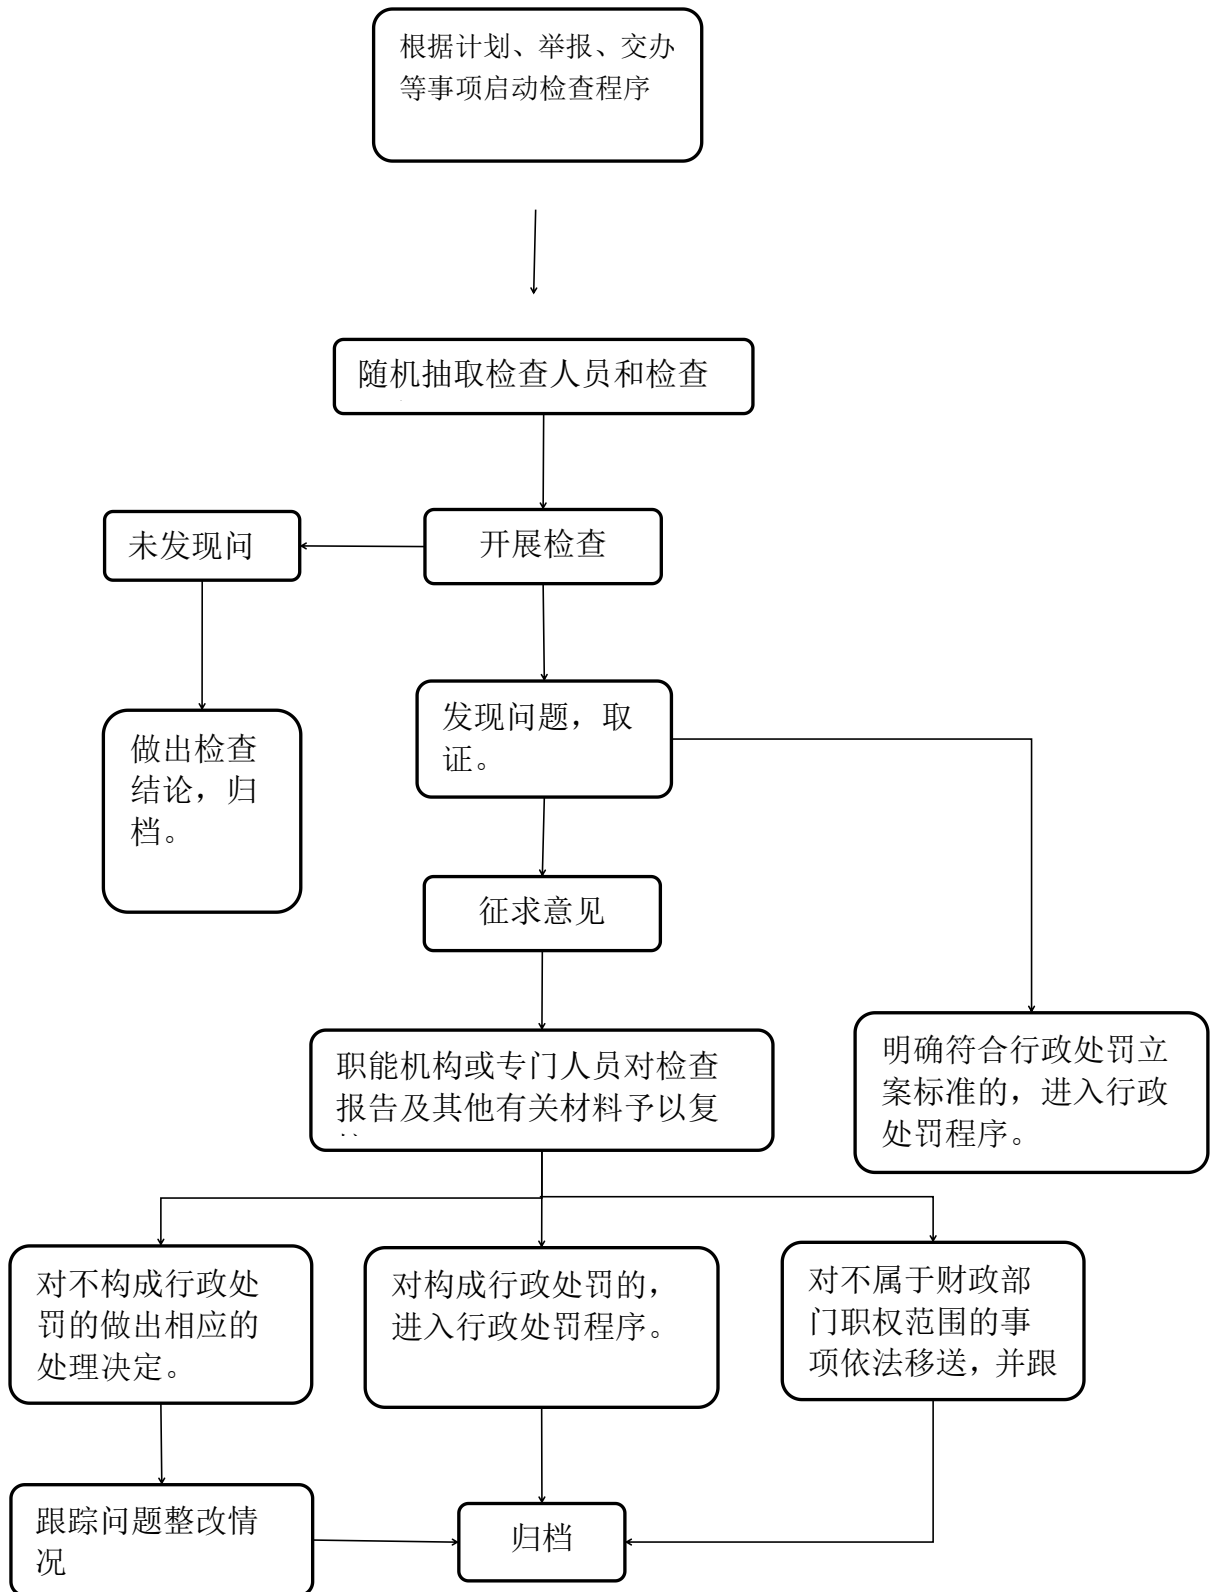 根据计划、举报、交办
等事项启动检查程序
随机抽取检查人员和检查
未发现问
开展检查
做出检查
结论，归
档。
发现问题，取
证。
征求意见
职能机构或专门人员对检查
报告及其他有关材料予以复
明确符合行政处罚立
案标准的，进入行政
处罚程序。
对不构成行政处
罚的做出相应的
处理决定。
对构成行政处罚的，
进入行政处罚程序。
对不属于财政部
门职权范围的事
项依法移送，并跟
跟踪问题整改情
况
归档